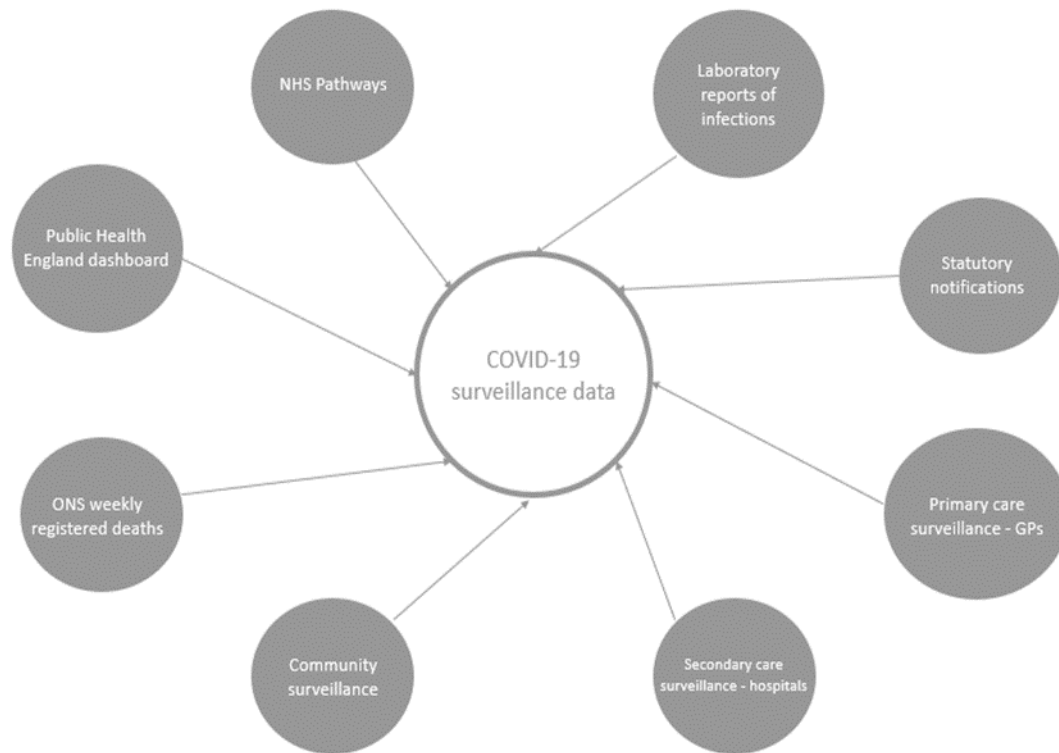 NHS Pathways
Laboratory
reports of
infections
Public Health
England dashboard
Statutory
notifications
COVID-19
surveillance data
ONS weekly
registered deaths
Primary care
surveillance - GPs
Community
surveillance
Secondary care
surveillance - hospitals